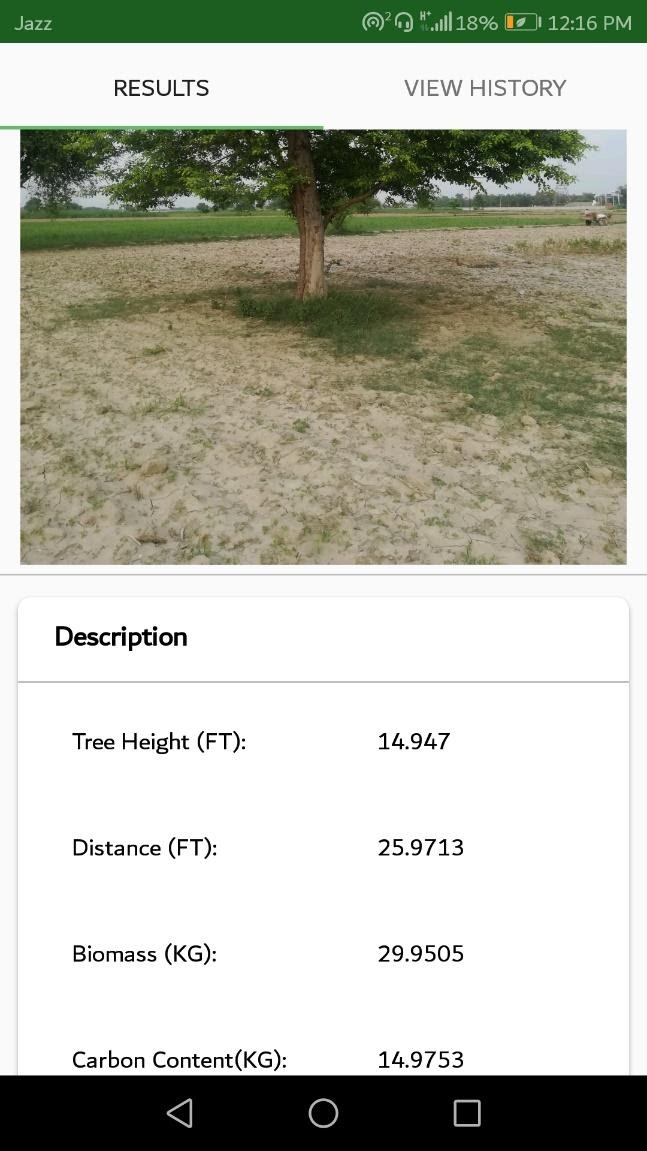 Jazz 2 H+ 18% 12:16 PM
RESULTS VIEW HISTORY
Description
Tree Height (FT): 14.947
Distance (FT): 25.9713
Biomass (KG): 29.9505
Carbon Content(KG): 14.9753